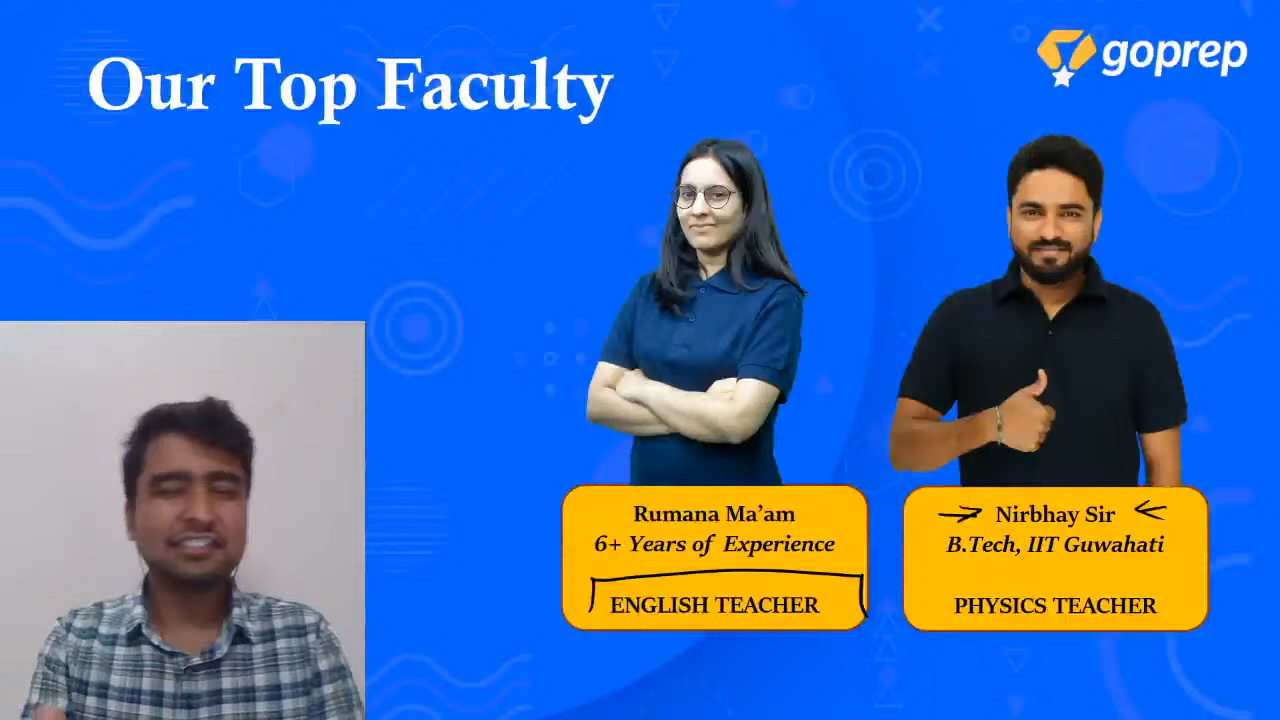 Our Top Faculty
goprep
Rumana Ma’am
6+ Years of Experience
ENGLISH TEACHER
Nirbhay Sir
B.Tech, IIT Guwahati
PHYSICS TEACHER